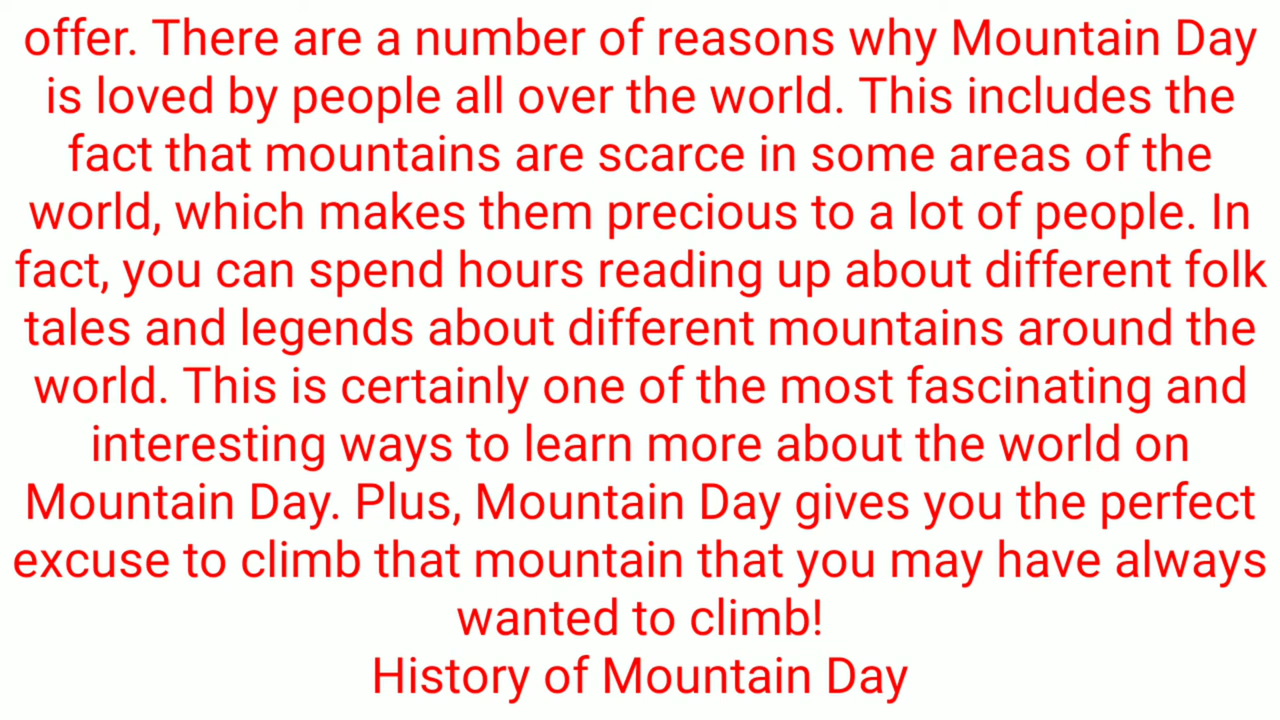 offer. There are a number of reasons why Mountain Day
is loved by people all over the world. This includes the
fact that mountains are scarce in some areas of the
world, which makes them precious to a lot of people. In
fact, you can spend hours reading up about different folk
tales and legends about different mountains around the
world. This is certainly one of the most fascinating and
interesting ways to learn more about the world on
Mountain Day. Plus, Mountain Day gives you the perfect
excuse to climb that mountain that you may have always
wanted to climb!
History of Mountain Day